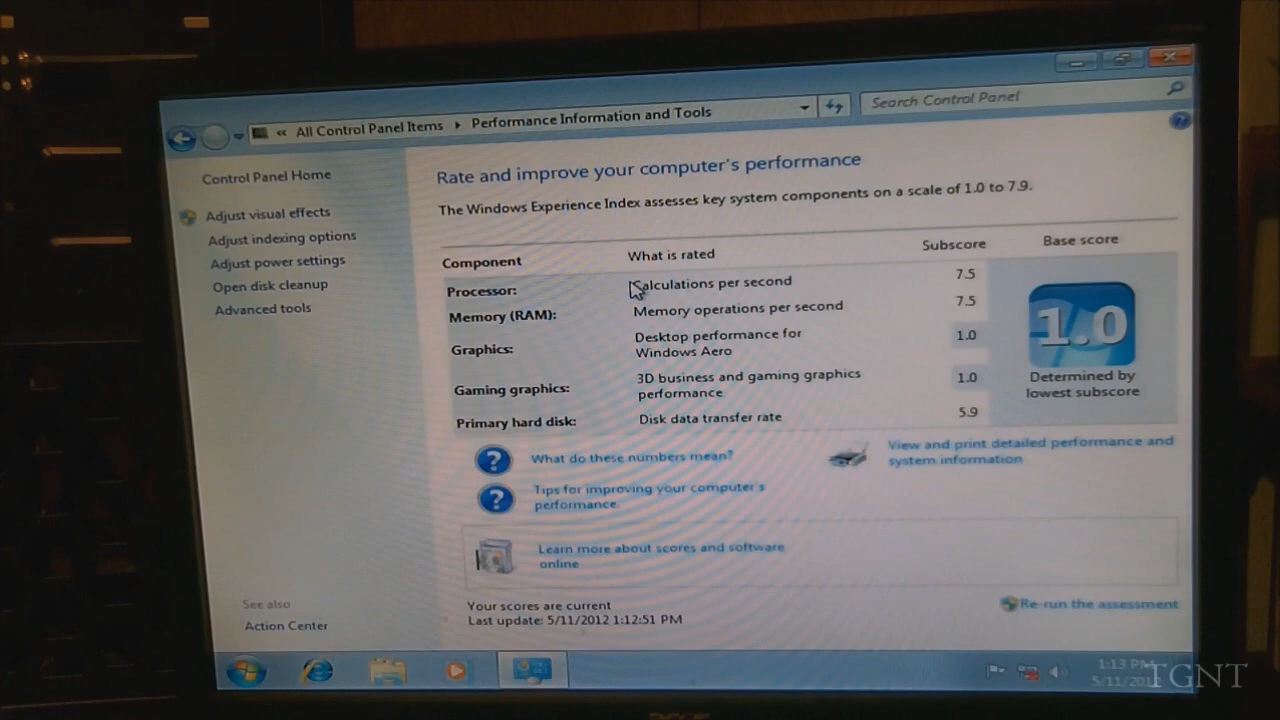 « All Control Panel Items ▸ Performance Information and Tools
Search Control Panel
Control Panel Home
Adjust visual effects
Adjust indexing options
Adjust power settings
Open disk cleanup
Advanced tools
See also
Action Center
Rate and improve your computer's performance
The Windows Experience Index assesses key system components on a scale of 1.0 to 7.9.
Component What is rated Subscore Base score
Processor: Calculations per second 7.5
Memory (RAM): Memory operations per second 7.5
Graphics: Desktop performance for
Windows Aero 1.0
Gaming graphics: 3D business and gaming graphics
performance 1.0
Primary hard disk: Disk data transfer rate 5.9
1.0
Determined by
lowest subscore
What do these numbers mean?
Tips for improving your computer's
performance.
View and print detailed performance and
system information
Learn more about scores and software
online
Your scores are current
Last update: 5/11/2012 1:12:51 PM
Re-run the assessment
1:13 PM
5/11/2012
TGNT